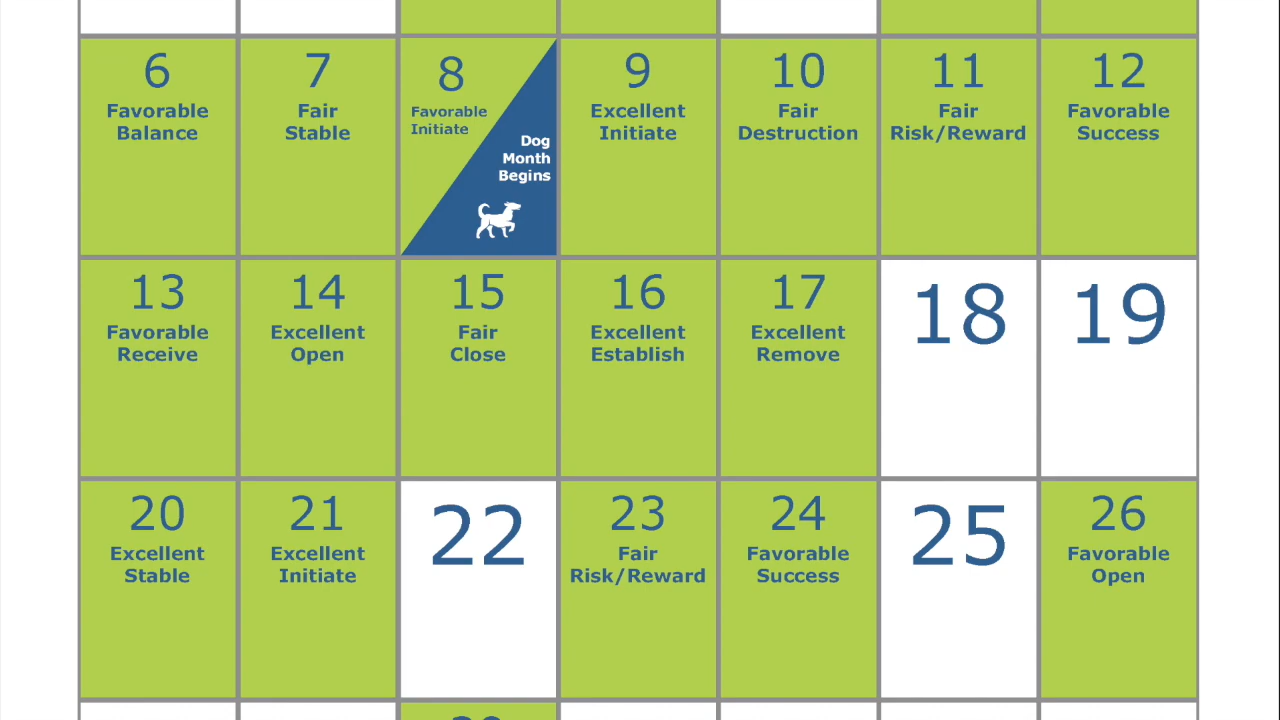 6
Favorable
Balance
7
Fair
Stable
8
Favorable
Initiate
Dog
Month
Begins
9
Excellent
Initiate
10
Fair
Destruction
11
Fair
Risk/Reward
12
Favorable
Success
13
Favorable
Receive
14
Excellent
Open
15
Fair
Close
16
Excellent
Establish
17
Excellent
Remove
18
19
20
Excellent
Stable
21
Excellent
Initiate
22
23
Fair
Risk/Reward
24
Favorable
Success
25
26
Favorable
Open